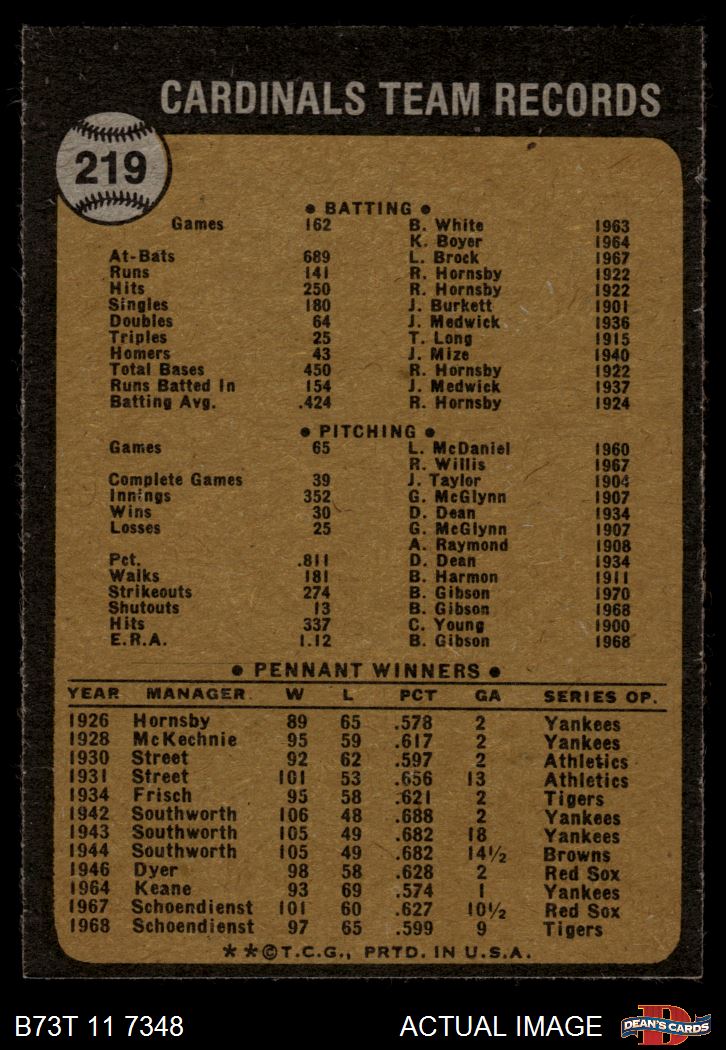 CARDINALS TEAM RECORDS
219
• BATTING •
Games 162 B. White 1963
K. Boyer 1964
At-Bats 689 L. Brock 1967
Runs 141 R. Hornsby 1922
Hits 250 R. Hornsby 1922
Singles 180 J. Burkett 1901
Doubles 64 J. Medwick 1936
Triples 25 T. Long 1915
Homers 43 J. Mize 1940
Total Bases 450 R. Hornsby 1922
Runs Batted In 154 J. Medwick 1937
Batting Avg. .424 R. Hornsby 1924
• PITCHING •
Games 65 L. McDaniel 1960
R. Willis 1967
Complete Games 39 J. Taylor 1904
Innings 352 G. McGlynn 1907
Wins 30 D. Dean 1934
Losses 25 G. McGlynn 1907
A. Raymond 1908
Pct. .811 D. Dean 1934
Walks 181 B. Harmon 1911
Strikeouts 274 B. Gibson 1970
Shutouts 13 B. Gibson 1968
Hits 337 C. Young 1900
E.R.A. 1.12 B. Gibson 1968
• PENNANT WINNERS •
YEAR MANAGER W L PCT GA SERIES OP.
1926 Hornsby 89 65 .578 2 Yankees
1928 McKechnie 95 59 .617 2 Yankees
1930 Street 92 62 .597 2 Athletics
1931 Street 101 53 .656 13 Athletics
1934 Frisch 95 58 .621 2 Tigers
1942 Southworth 106 48 .688 2 Yankees
1943 Southworth 105 49 .682 18 Yankees
1944 Southworth 105 49 .682 14½ Browns
1946 Dyer 98 58 .628 2 Red Sox
1964 Keane 93 69 .574 1 Yankees
1967 Schoendienst 101 60 .627 10½ Red Sox
1968 Schoendienst 97 65 .599 9 Tigers
**©T.C.G., PRTD. IN U.S.A.
B73T 11 7348 ACTUAL IMAGE DEAN'S CARDS